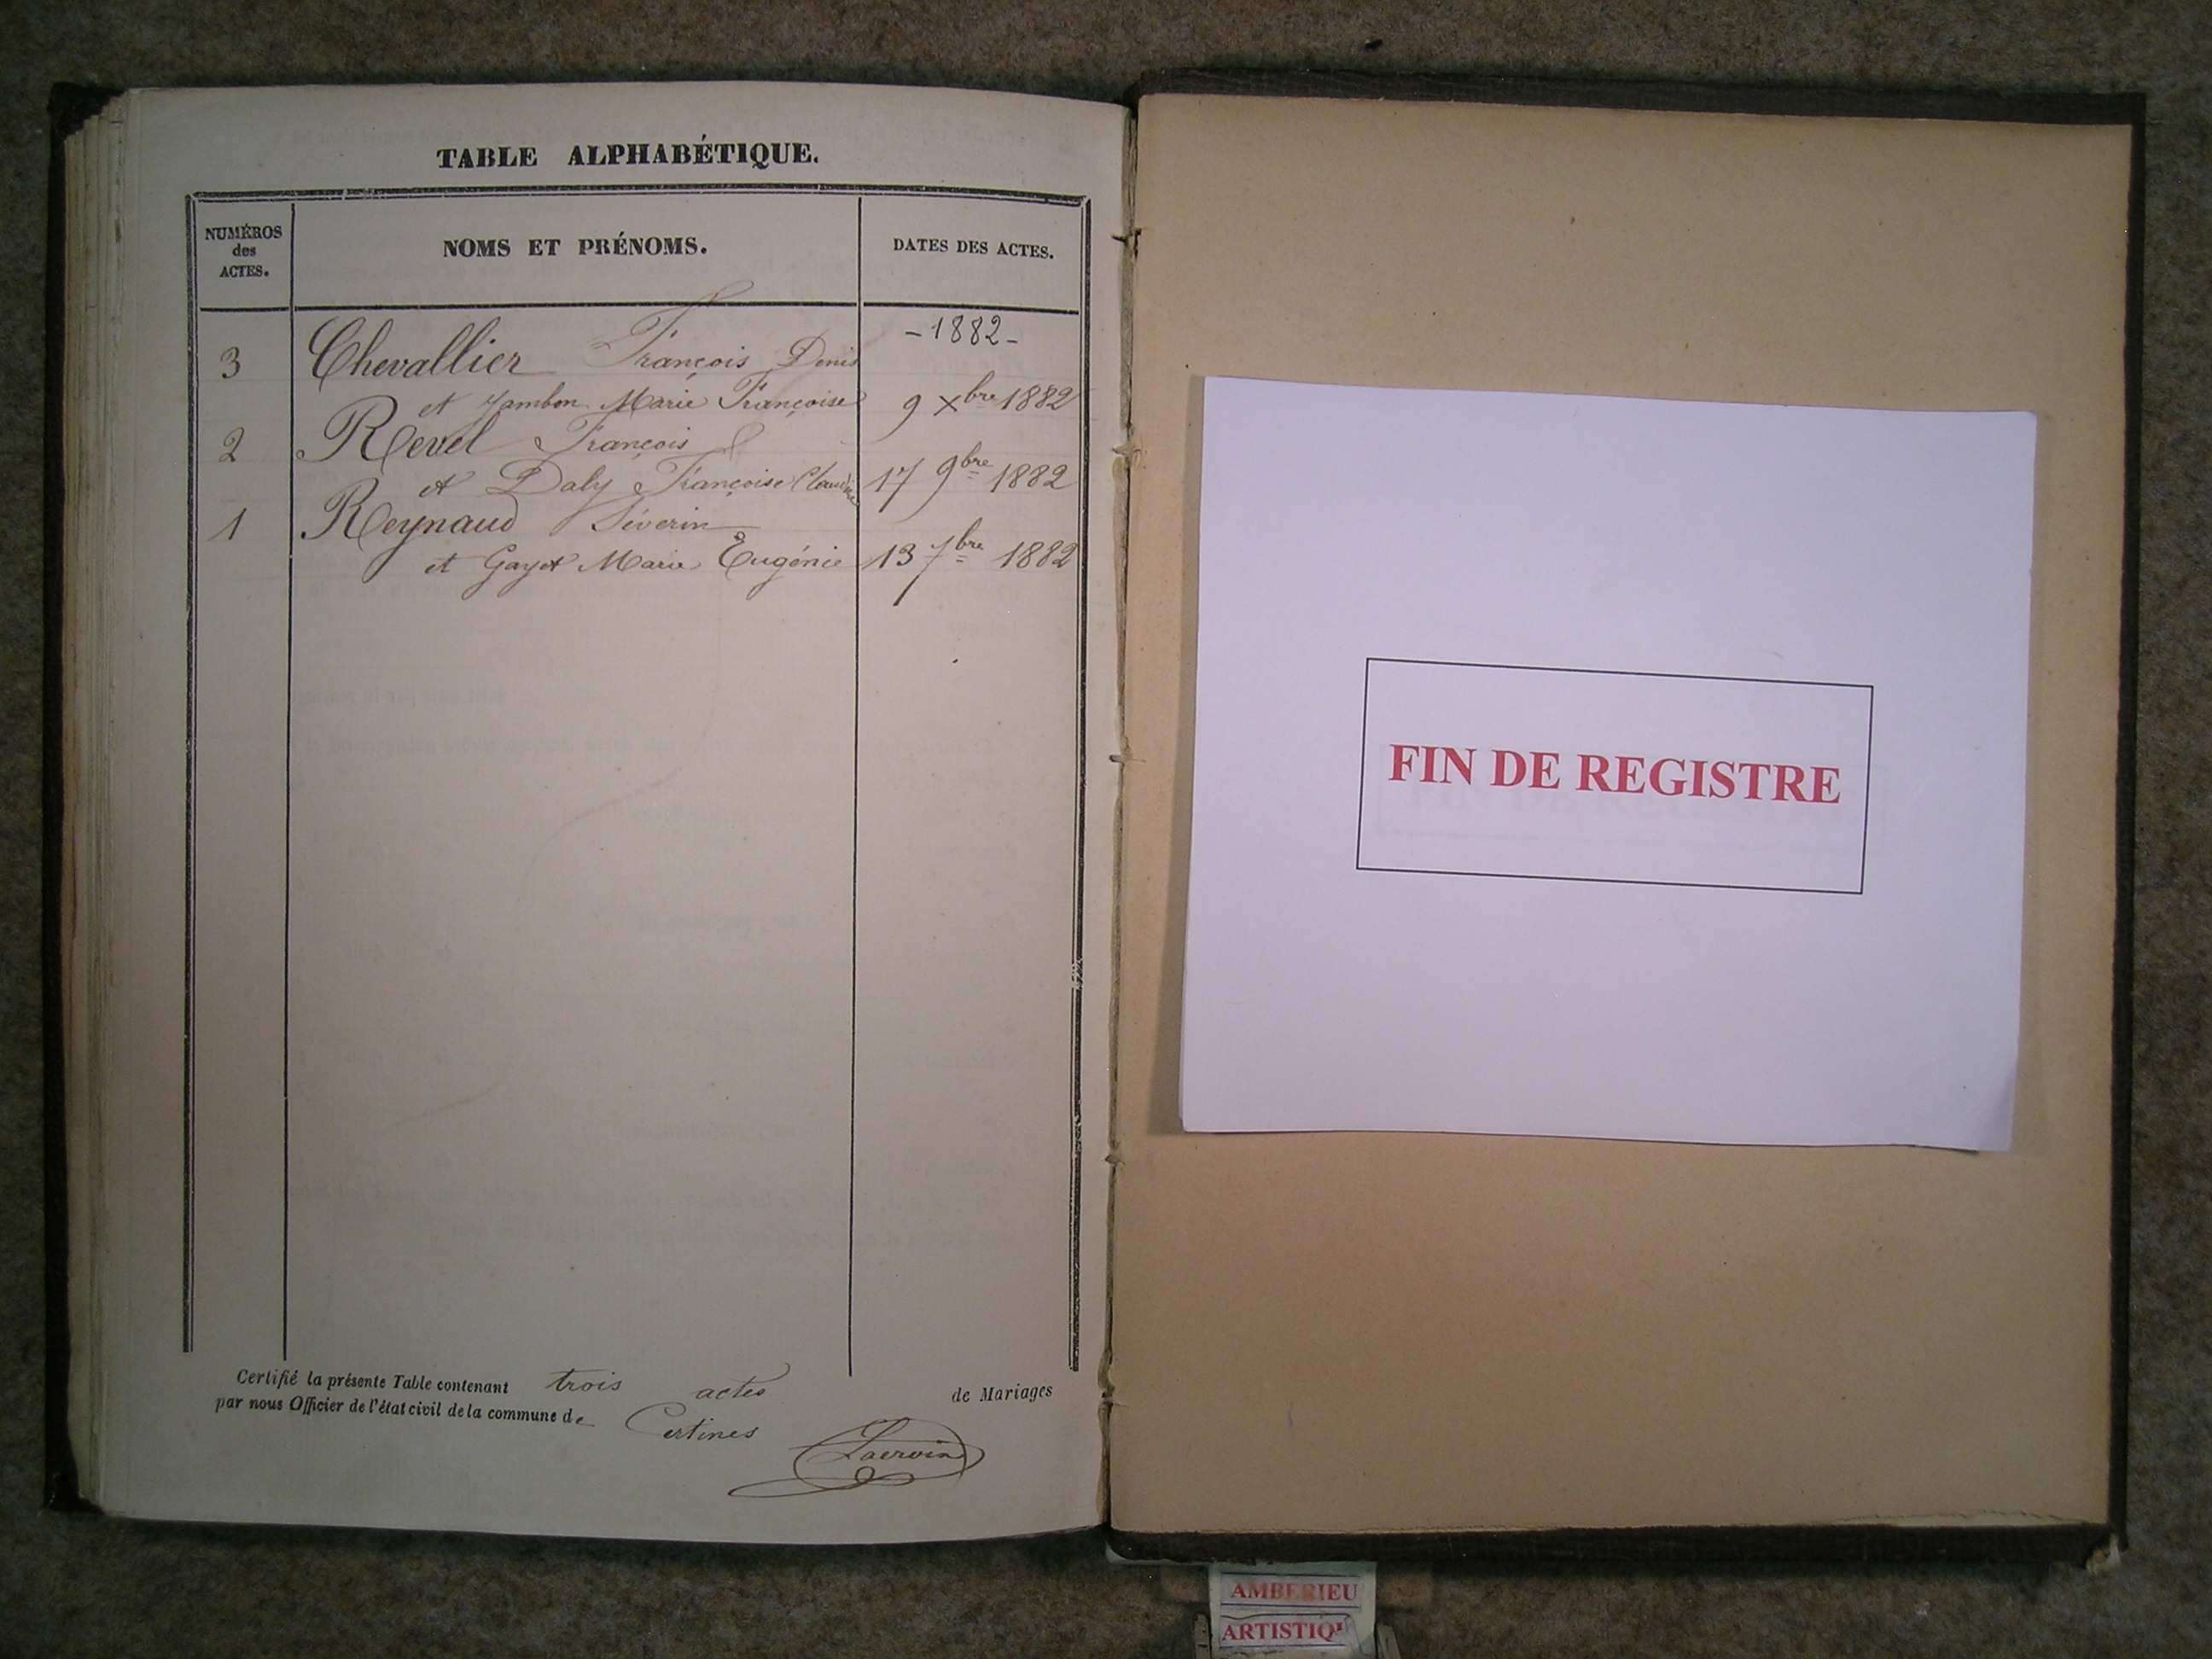 TABLE ALPHABÉTIQUE.
NUMÉROS
des
ACTES.
NOMS ET PRÉNOMS.
DATES DES ACTES.
-1882-
3 Chevallier François Denis
et Jambon Marie Françoise 9 Xbre 1882
2 Revel François
et Daly Françoise Claudine 17 9bre 1882
1 Reynaud Séverin
et Gayet Marie Eugénie 13 7bre 1882
Certifié la présente Table contenant trois actes de Mariages
par nous Officier de l'état civil de la commune de Certines
FIN DE REGISTRE
AMBERIEU
ARTISTIQ